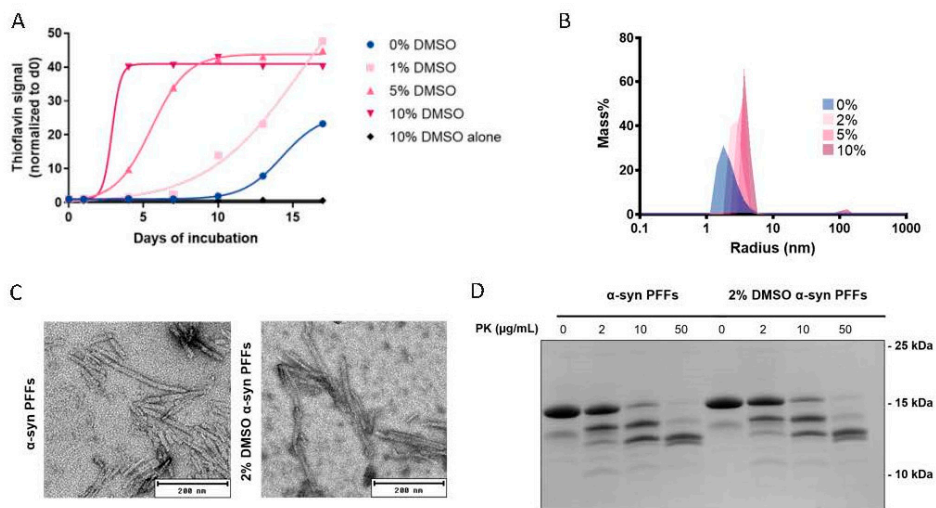 A
Thioflavin signal
(normalized to d0)
50
40
30
20
10
0
0
5
10
15
Days of incubation
0% DMSO
1% DMSO
5% DMSO
10% DMSO
10% DMSO alone
B
Mass%
80
60
40
20
0
0.1
1
10
100
1000
Radius (nm)
0%
2%
5%
10%
C
α-syn PFFs
200 nm
2% DMSO α-syn PFFs
200 nm
D
α-syn PFFs
2% DMSO α-syn PFFs
PK (µg/mL) 0 2 10 50 0 2 10 50
- 25 kDa
- 15 kDa
- 10 kDa